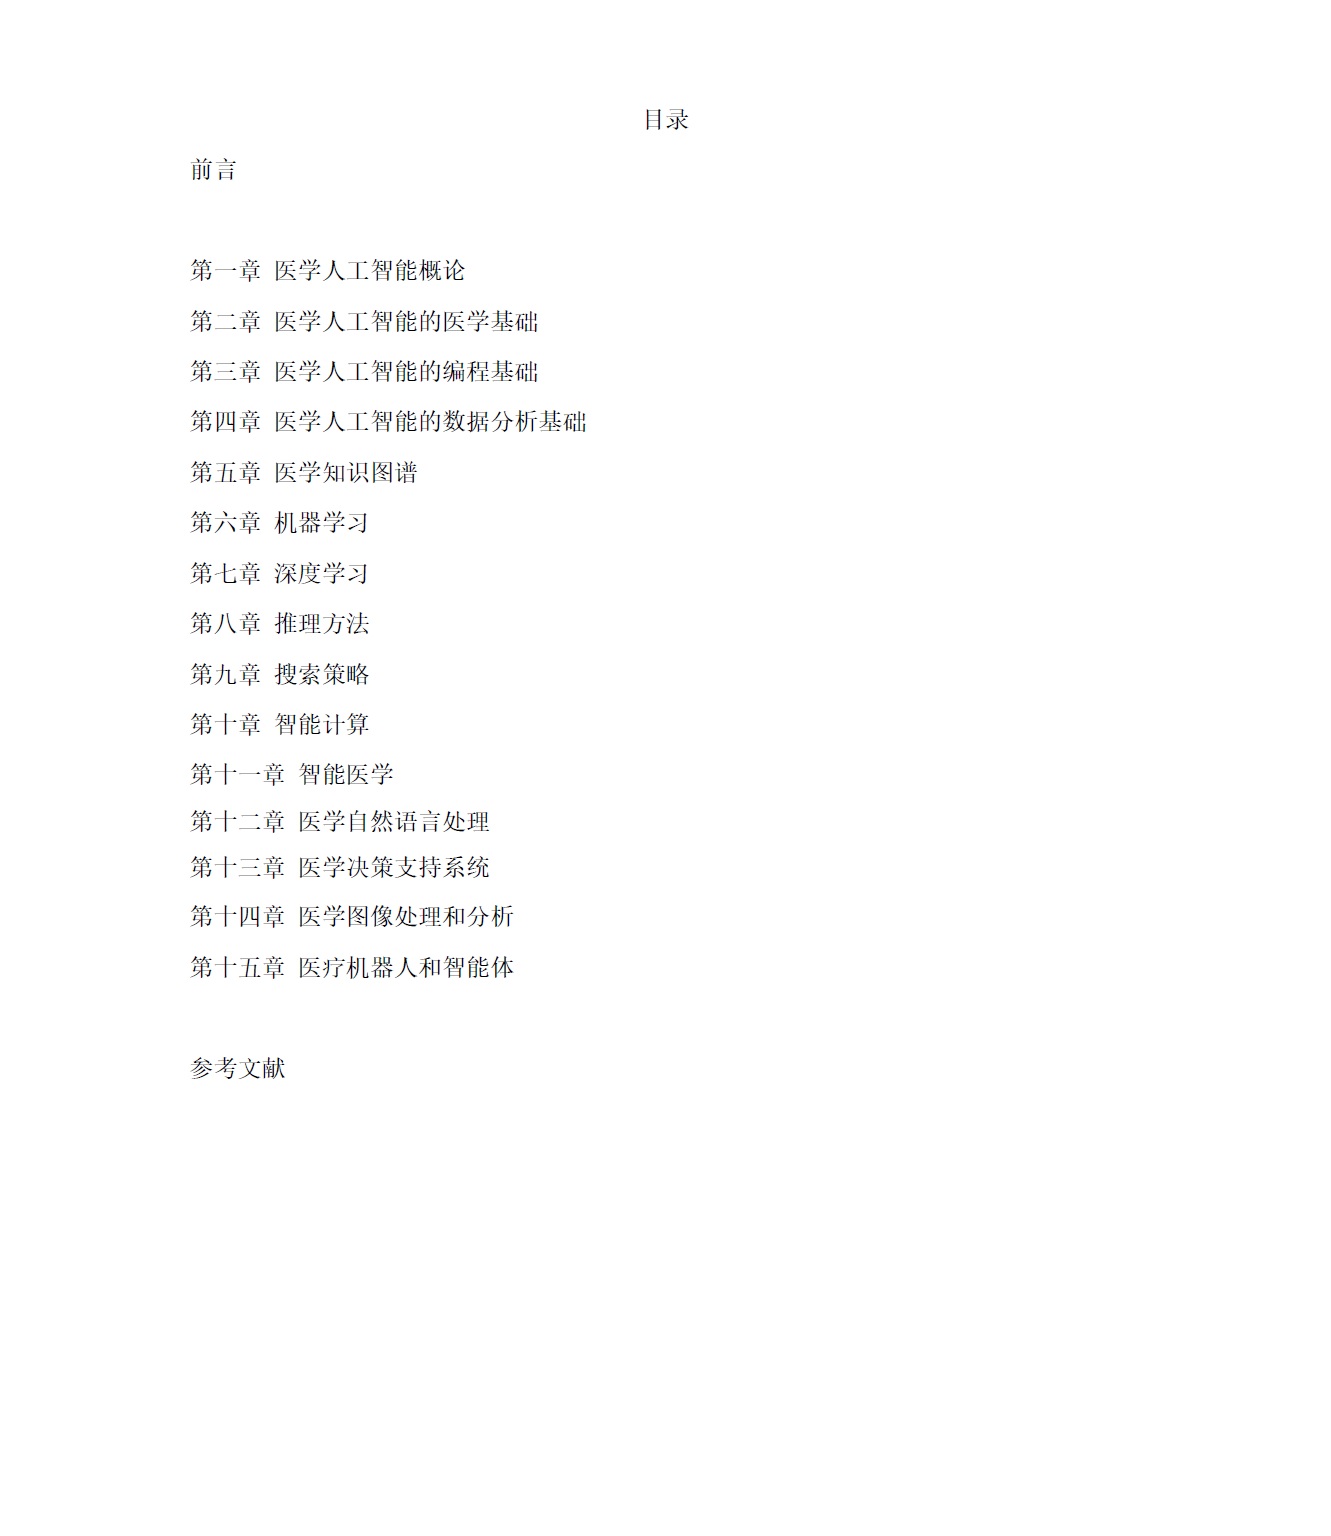 目录
前言
第一章 医学人工智能概论
第二章 医学人工智能的医学基础
第三章 医学人工智能的编程基础
第四章 医学人工智能的数据分析基础
第五章 医学知识图谱
第六章 机器学习
第七章 深度学习
第八章 推理方法
第九章 搜索策略
第十章 智能计算
第十一章 智能医学
第十二章 医学自然语言处理
第十三章 医学决策支持系统
第十四章 医学图像处理和分析
第十五章 医疗机器人和智能体
参考文献